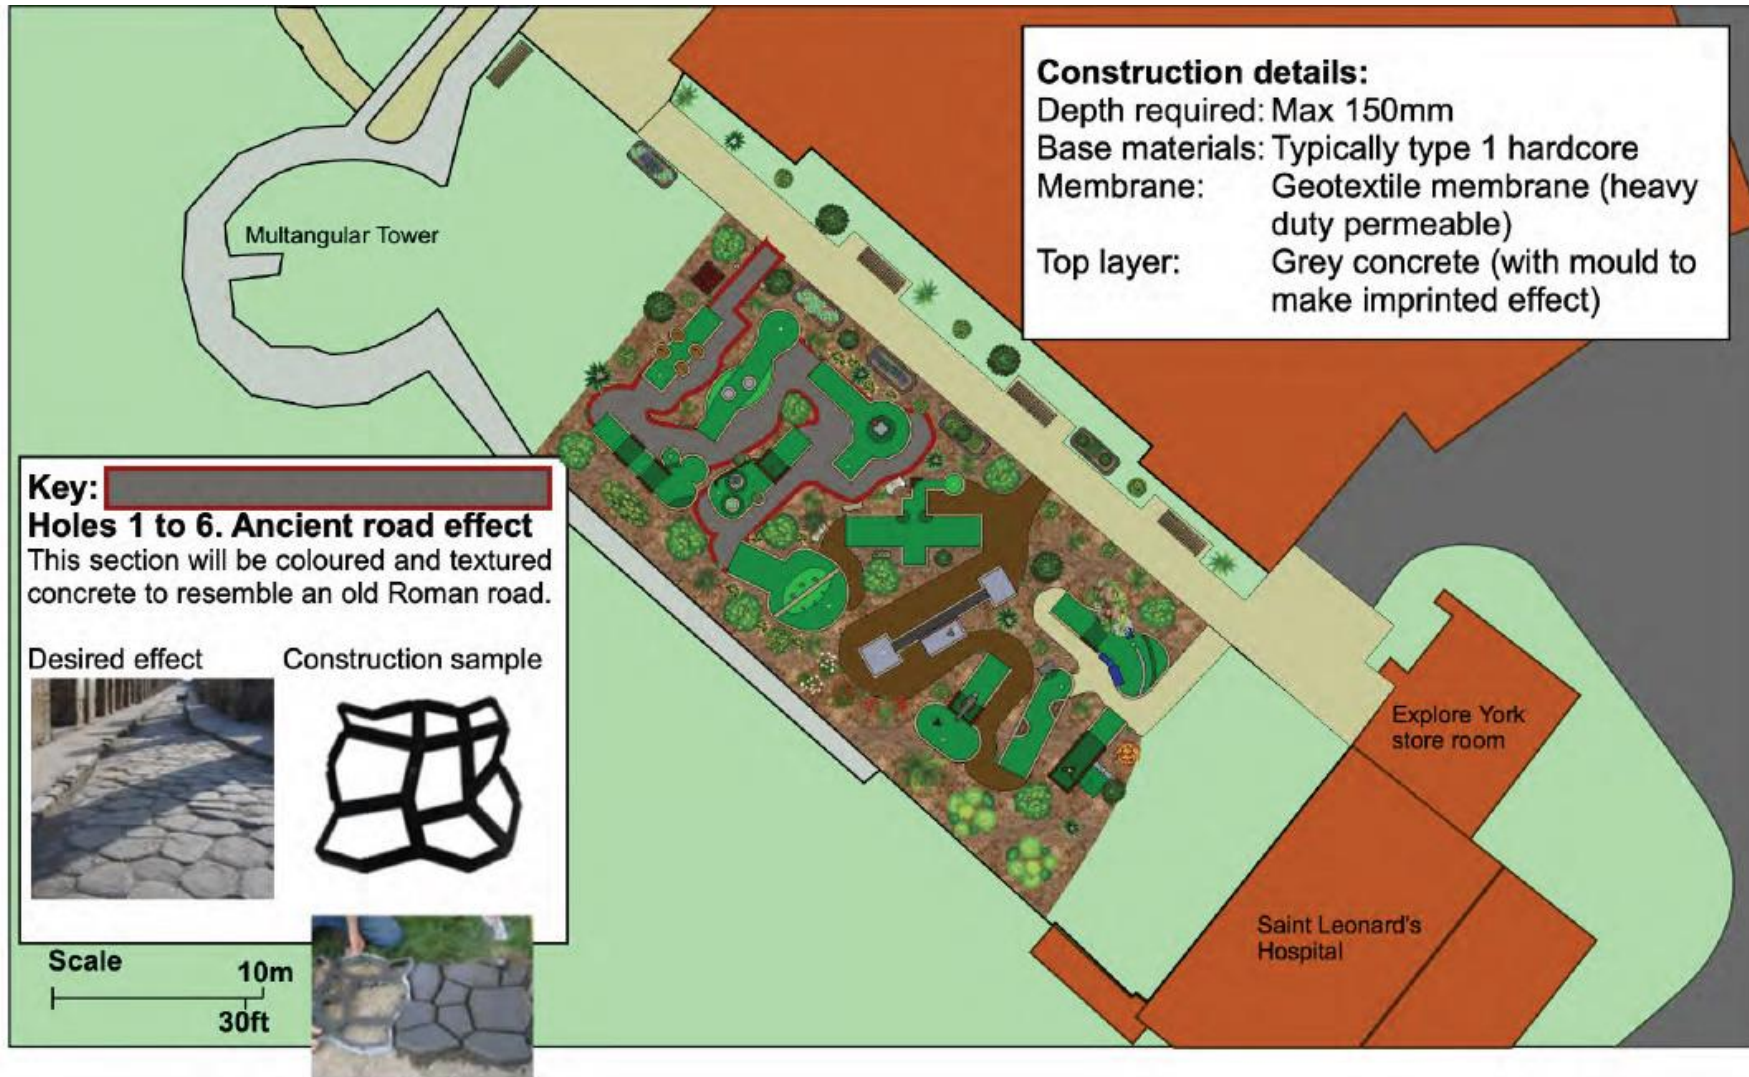 Construction details:
Depth required: Max 150mm
Base materials: Typically type 1 hardcore
Membrane: Geotextile membrane (heavy
duty permeable)
Top layer: Grey concrete (with mould to
make imprinted effect)
Multangular Tower
Key:
Holes 1 to 6. Ancient road effect
This section will be coloured and textured
concrete to resemble an old Roman road.
Desired effect
Construction sample
Scale
10m
30ft
Explore York
store room
Saint Leonard's
Hospital